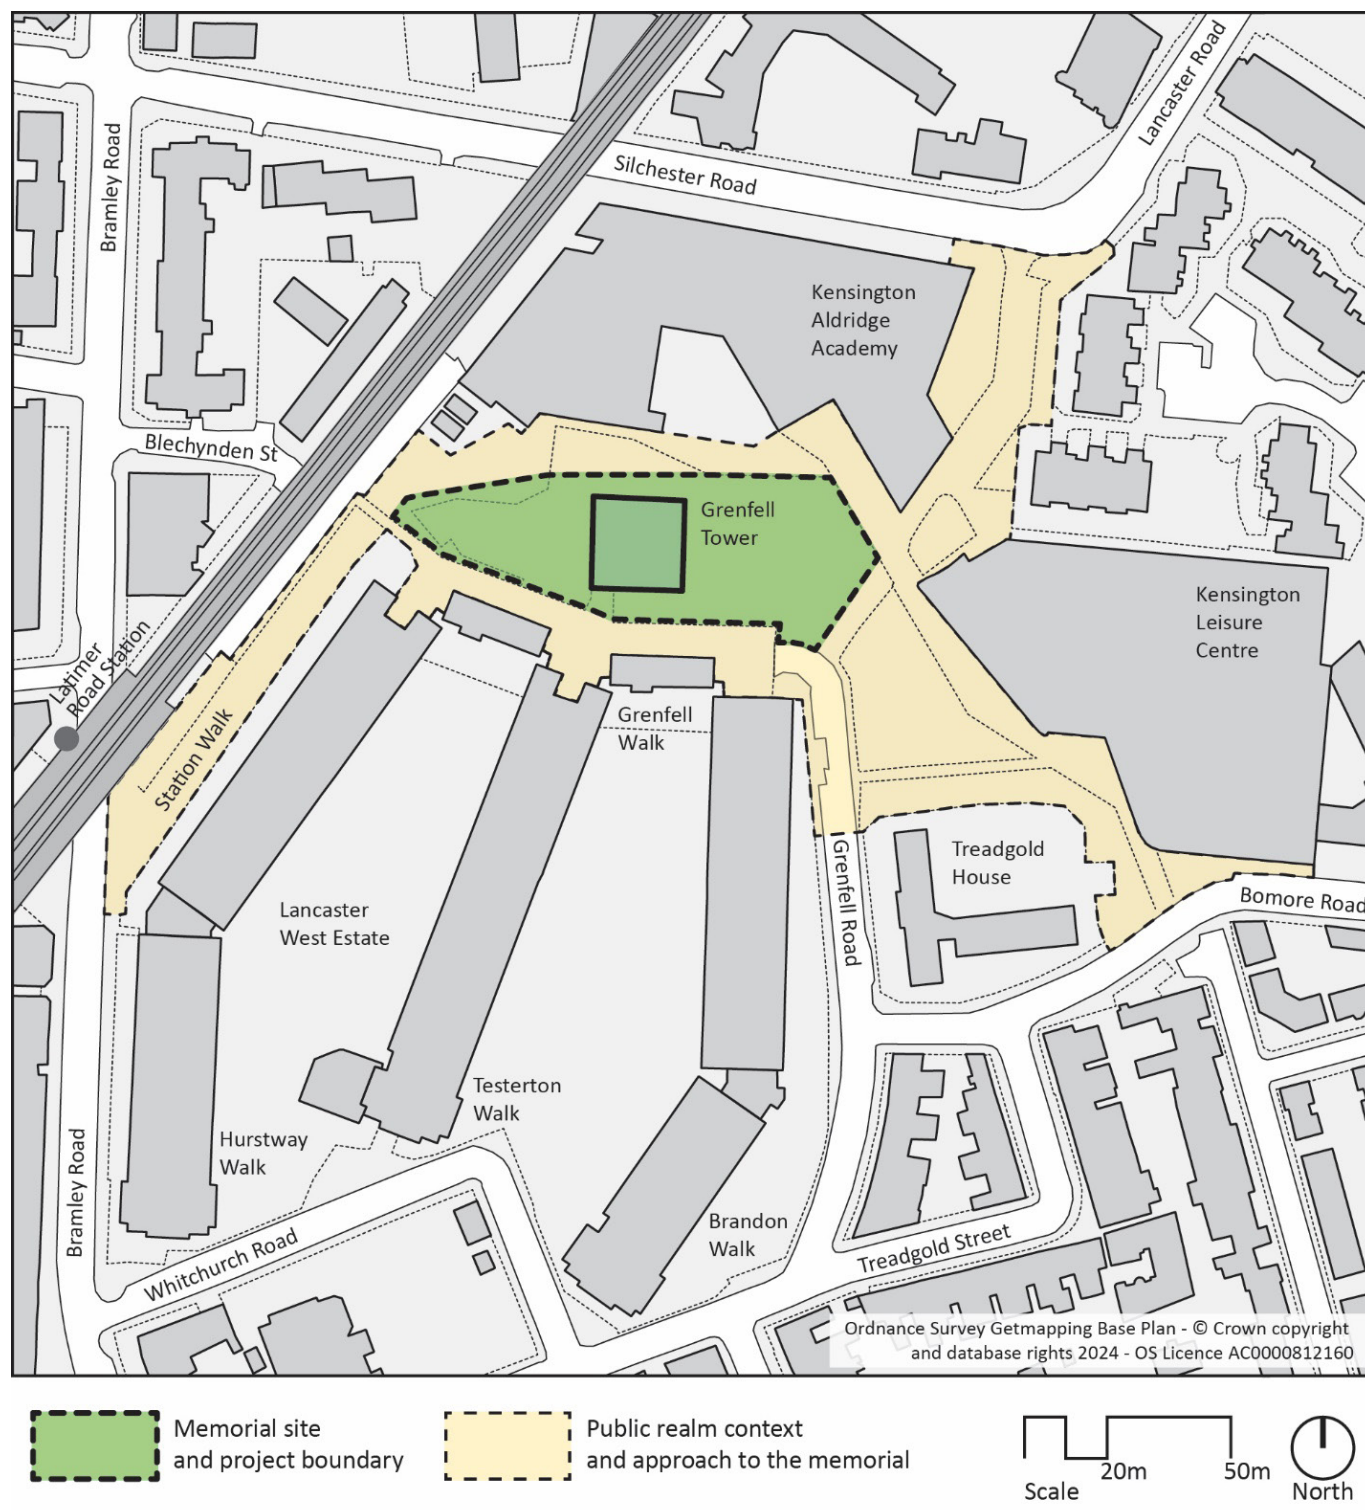 Lancaster Road
Bramley Road
Silchester Road
Kensington
Aldridge
Academy
Blechynden St
Grenfell
Tower
Kensington
Leisure
Centre
Latimer
Road Station
Station Walk
Grenfell
Walk
Grenfell Road
Treadgold
House
Bomore Road
Lancaster
West Estate
Testerton
Walk
Hurstway
Walk
Bramley Road
Whitchurch Road
Brandon
Walk
Treadgold Street
Ordnance Survey Getmapping Base Plan - © Crown copyright
and database rights 2024 - OS Licence AC0000812160
Memorial site
and project boundary
Public realm context
and approach to the memorial
20m
50m
Scale
North